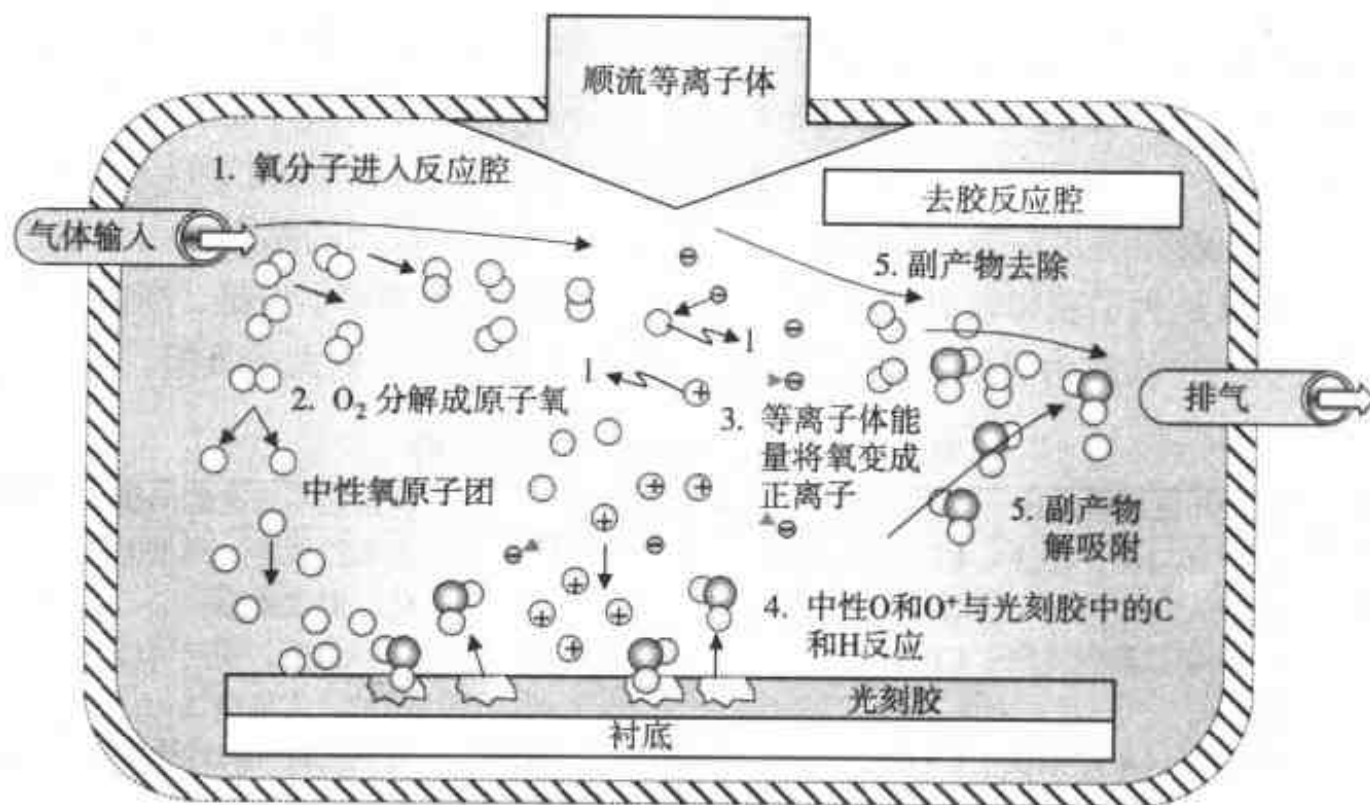 顺流等离子体
1. 氧分子进入反应腔
去胶反应腔
气体输入
5. 副产物去除
1
1
2. O₂ 分解成原子氧
3. 等离子体能
量将氧变成
正离子
排气
中性氧原子团
5. 副产物
解吸附
4. 中性O和O⁺与光刻胶中的C
和H反应
光刻胶
衬底